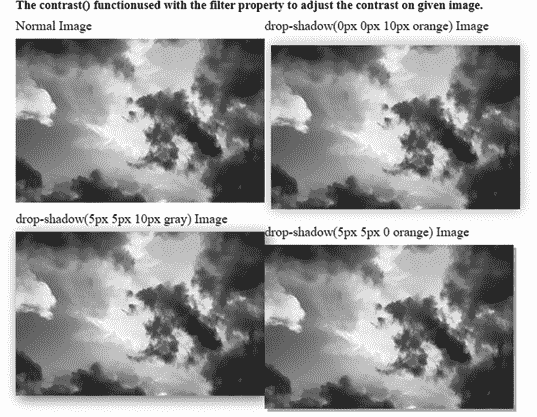 The contrast() functionused with the filter property to adjust the contrast on given image.
Normal Image
drop-shadow(0px 0px 10px orange) Image
drop-shadow(5px 5px 10px gray) Image
drop-shadow(5px 5px 0 orange) Image